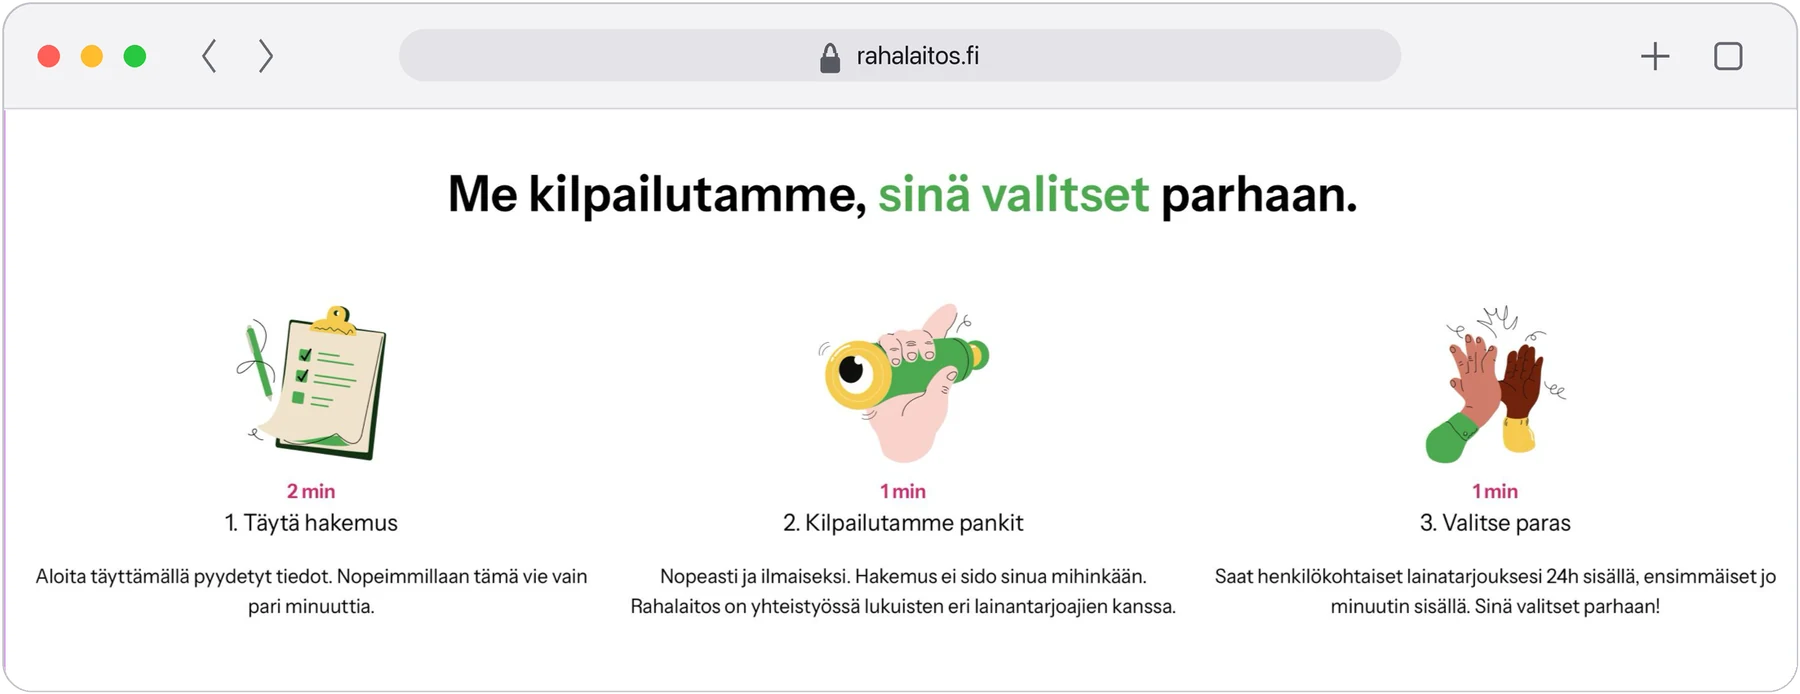 rahalaitos.fi
Me kilpailutamme, sinä valitset parhaan.
2 min
1. Täytä hakemus
Aloita täyttämällä pyydetyt tiedot. Nopeimmillaan tämä vie vain
pari minuuttia.
1 min
2. Kilpailutamme pankit
Nopeasti ja ilmaiseksi. Hakemus ei sido sinua mihinkään.
Rahalaitos on yhteistyössä lukuisten eri lainantarjoajien kanssa.
1 min
3. Valitse paras
Saat henkilökohtaiset lainatarjouksesi 24h sisällä, ensimmäiset jo
minuutin sisällä. Sinä valitset parhaan!